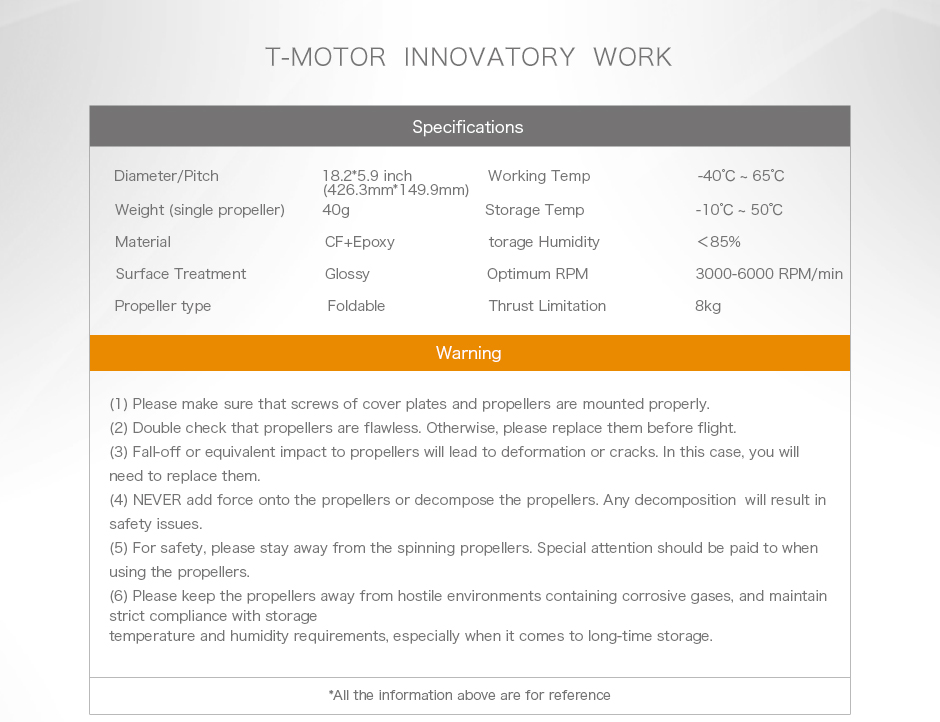 T-MOTOR INNOVATORY WORK
Specifications
Diameter/Pitch 18.2*5.9 inch Working Temp -40℃ ~ 65℃
(426.3mm*149.9mm)
Weight (single propeller) 40g Storage Temp -10℃ ~ 50℃
Material CF+Epoxy torage Humidity ＜85%
Surface Treatment Glossy Optimum RPM 3000-6000 RPM/min
Propeller type Foldable Thrust Limitation 8kg
Warning
(1) Please make sure that screws of cover plates and propellers are mounted properly.
(2) Double check that propellers are flawless. Otherwise, please replace them before flight.
(3) Fall-off or equivalent impact to propellers will lead to deformation or cracks. In this case, you will
need to replace them.
(4) NEVER add force onto the propellers or decompose the propellers. Any decomposition will result in
safety issues.
(5) For safety, please stay away from the spinning propellers. Special attention should be paid to when
using the propellers.
(6) Please keep the propellers away from hostile environments containing corrosive gases, and maintain
strict compliance with storage
temperature and humidity requirements, especially when it comes to long-time storage.
*All the information above are for reference